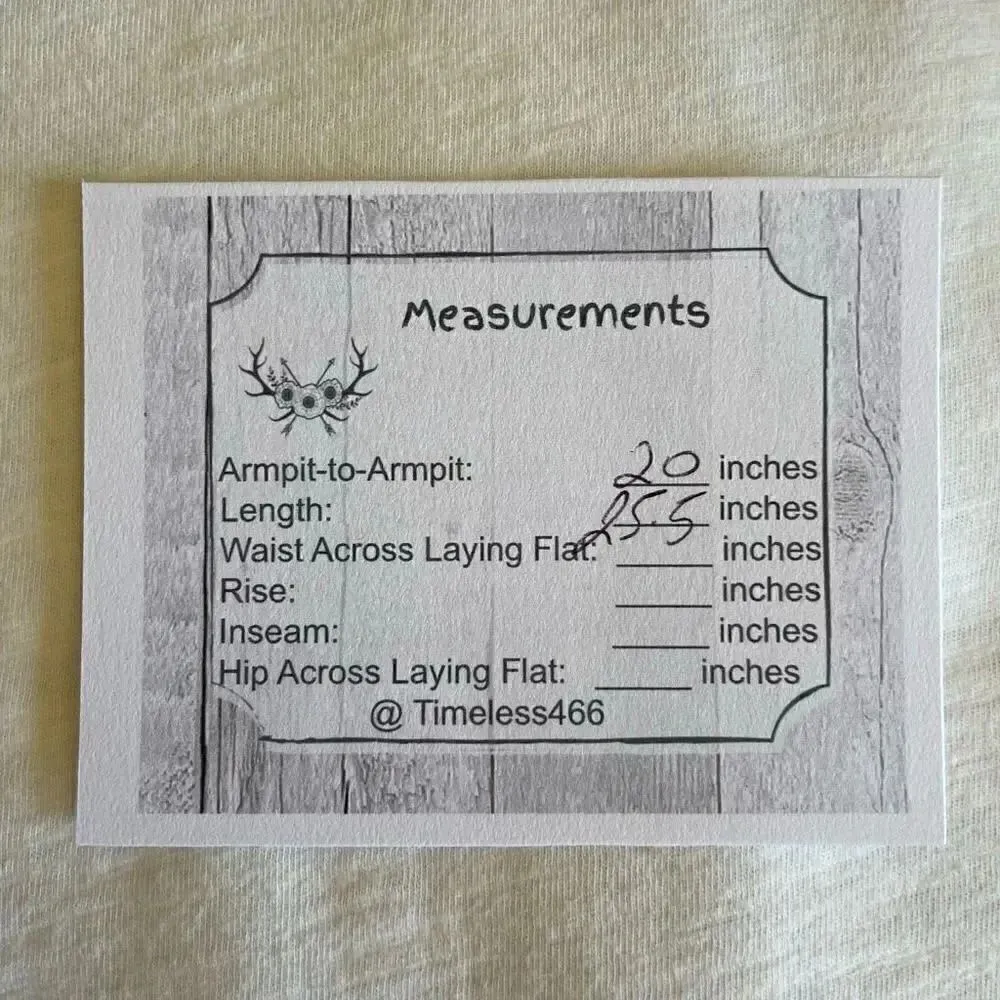 Measurements
Armpit-to-Armpit: 20 inches
Length: 25.5 inches
Waist Across Laying Flat: ______ inches
Rise: ______ inches
Inseam: ______ inches
Hip Across Laying Flat: ______ inches
@ Timeless466